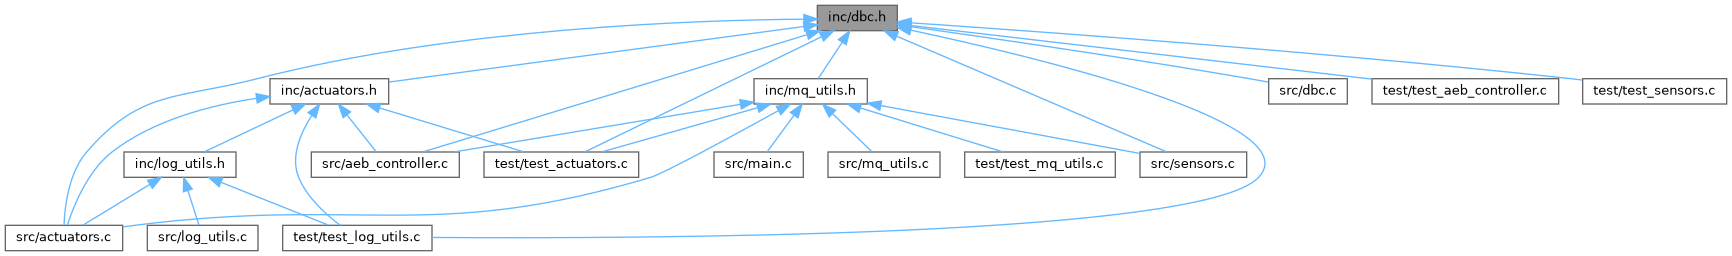 inc/dbc.h
inc/actuators.h
inc/mq_utils.h
src/dbc.c
test/test_aeb_controller.c
test/test_sensors.c
inc/log_utils.h
src/aeb_controller.c
test/test_actuators.c
src/main.c
src/mq_utils.c
test/test_mq_utils.c
src/sensors.c
src/actuators.c
src/log_utils.c
test/test_log_utils.c